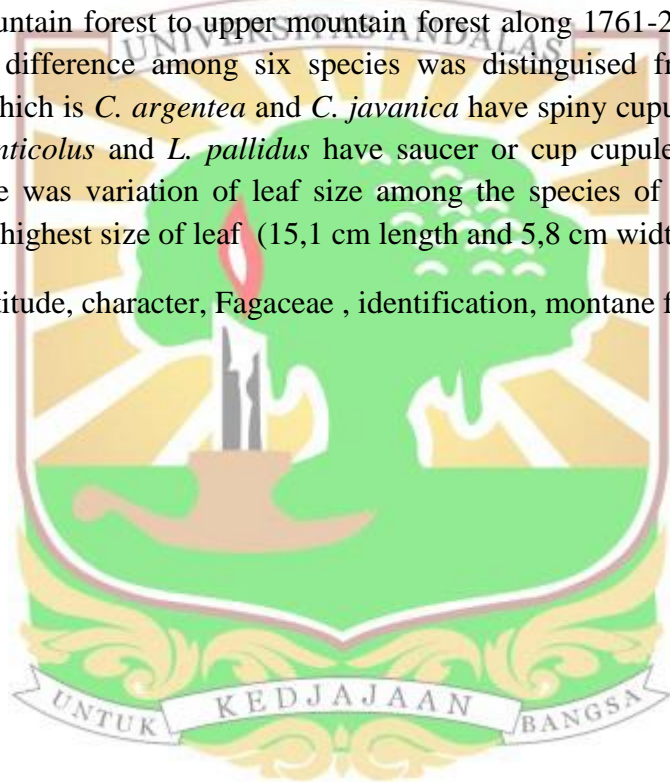 untain forest to upper mountain forest along 1761-2
UNIVERSITAS ANDALAS
difference among six species was distinguised fr
hich is C. argentea and C. javanica have spiny cupu
nticolus and L. pallidus have saucer or cup cupule
e was variation of leaf size among the species of
highest size of leaf (15,1 cm length and 5,8 cm widt
titude, character, Fagaceae , identification, montane f
UNTUK KEDJAJAAN BANGSA